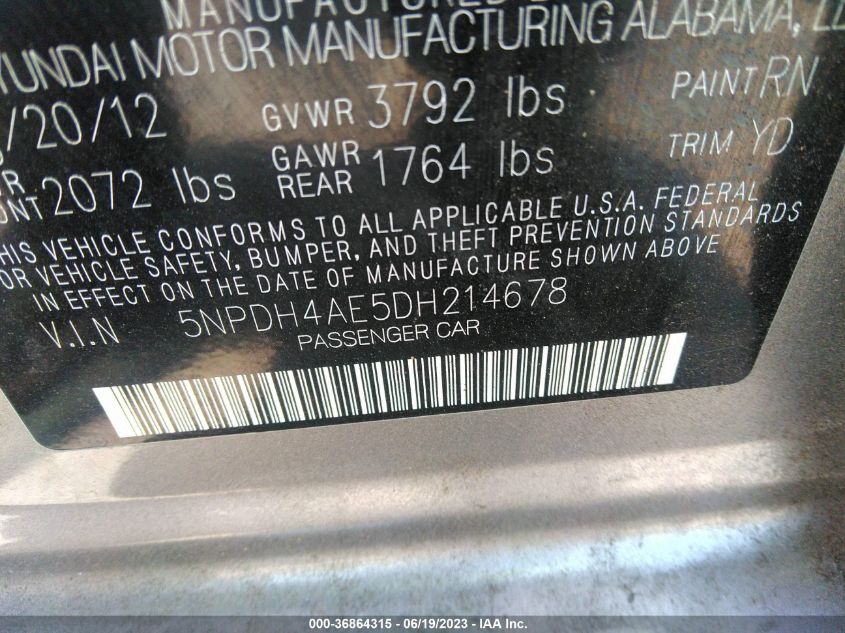 MANUFACTURED
HYUNDAI MOTOR MANUFACTURING ALABAMA,
/20/12 GVWR 3792 lbs PAINT RN
2072 lbs GAWR REAR 1764 lbs TRIM YD
THIS VEHICLE CONFORMS TO ALL APPLICABLE U.S.A. FEDERAL
OR VEHICLE SAFETY, BUMPER, AND THEFT PREVENTION STANDARDS
IN EFFECT ON THE DATE OF MANUFACTURE SHOWN ABOVE
V.I.N 5NPDH4AE5DH214678
PASSENGER CAR
000-36864315 - 06/19/2023 - IAA Inc.